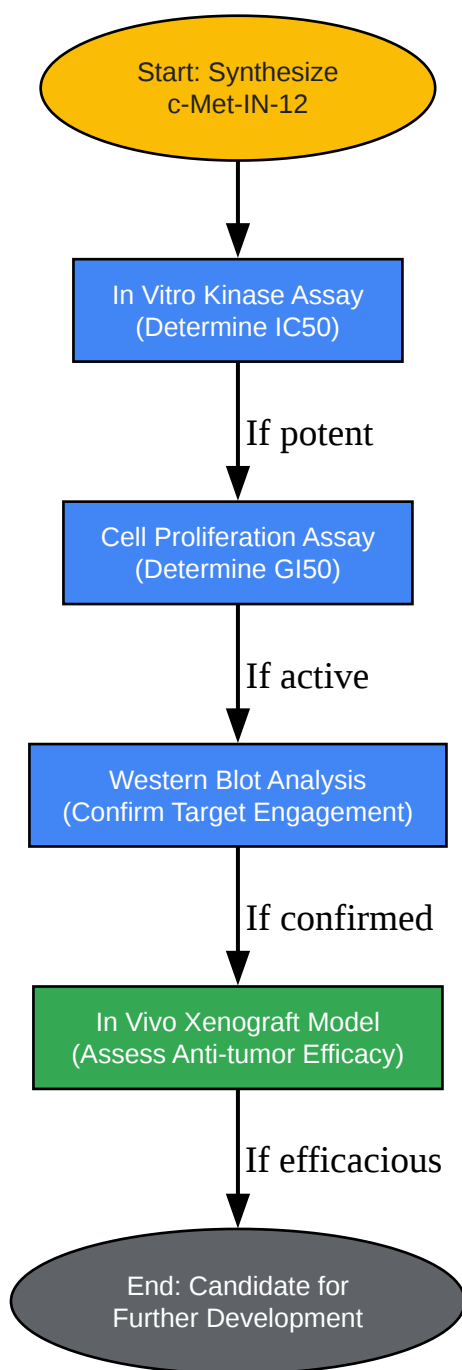 Start: Synthesize
c-Met-IN-12
In Vitro Kinase Assay
(Determine IC50)
If potent
Cell Proliferation Assay
(Determine GI50)
If active
Western Blot Analysis
(Confirm Target Engagement)
If confirmed
In Vivo Xenograft Model
(Assess Anti-tumor Efficacy)
If efficacious
End: Candidate for
Further Development